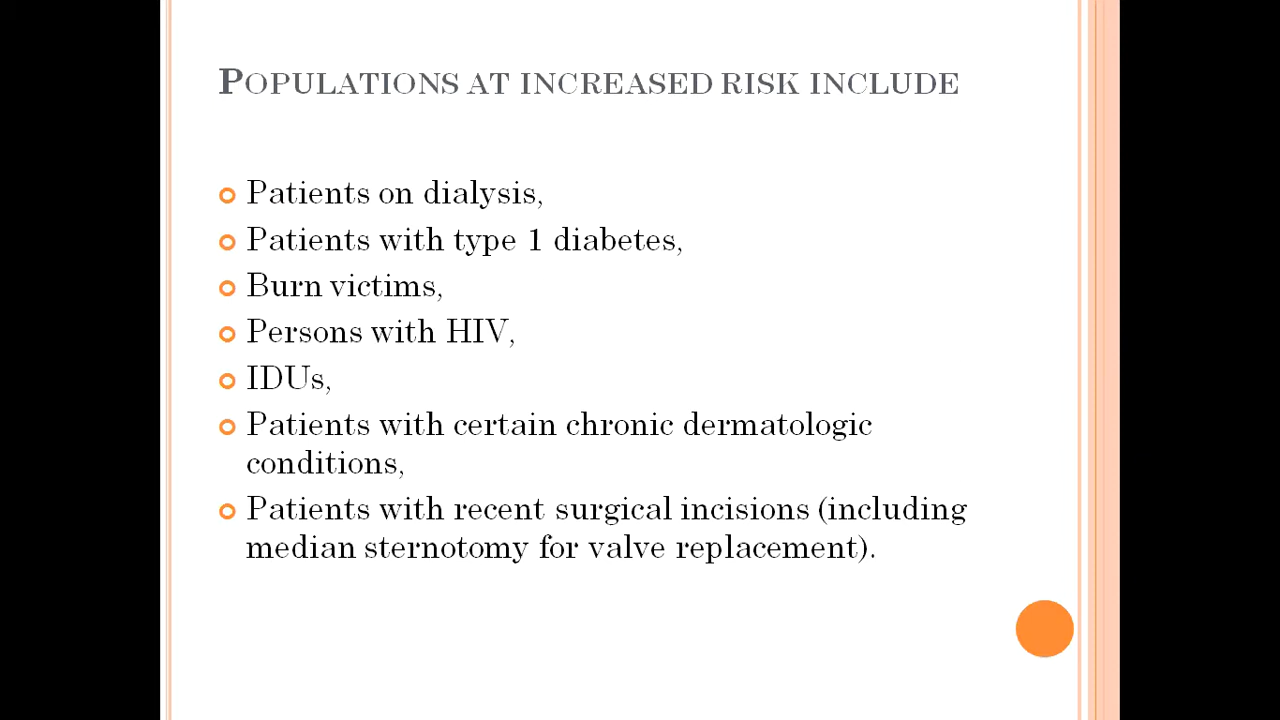 POPULATIONS AT INCREASED RISK INCLUDE
Patients on dialysis,
Patients with type 1 diabetes,
Burn victims,
Persons with HIV,
IDUs,
Patients with certain chronic dermatologic
conditions,
Patients with recent surgical incisions (including
median sternotomy for valve replacement).